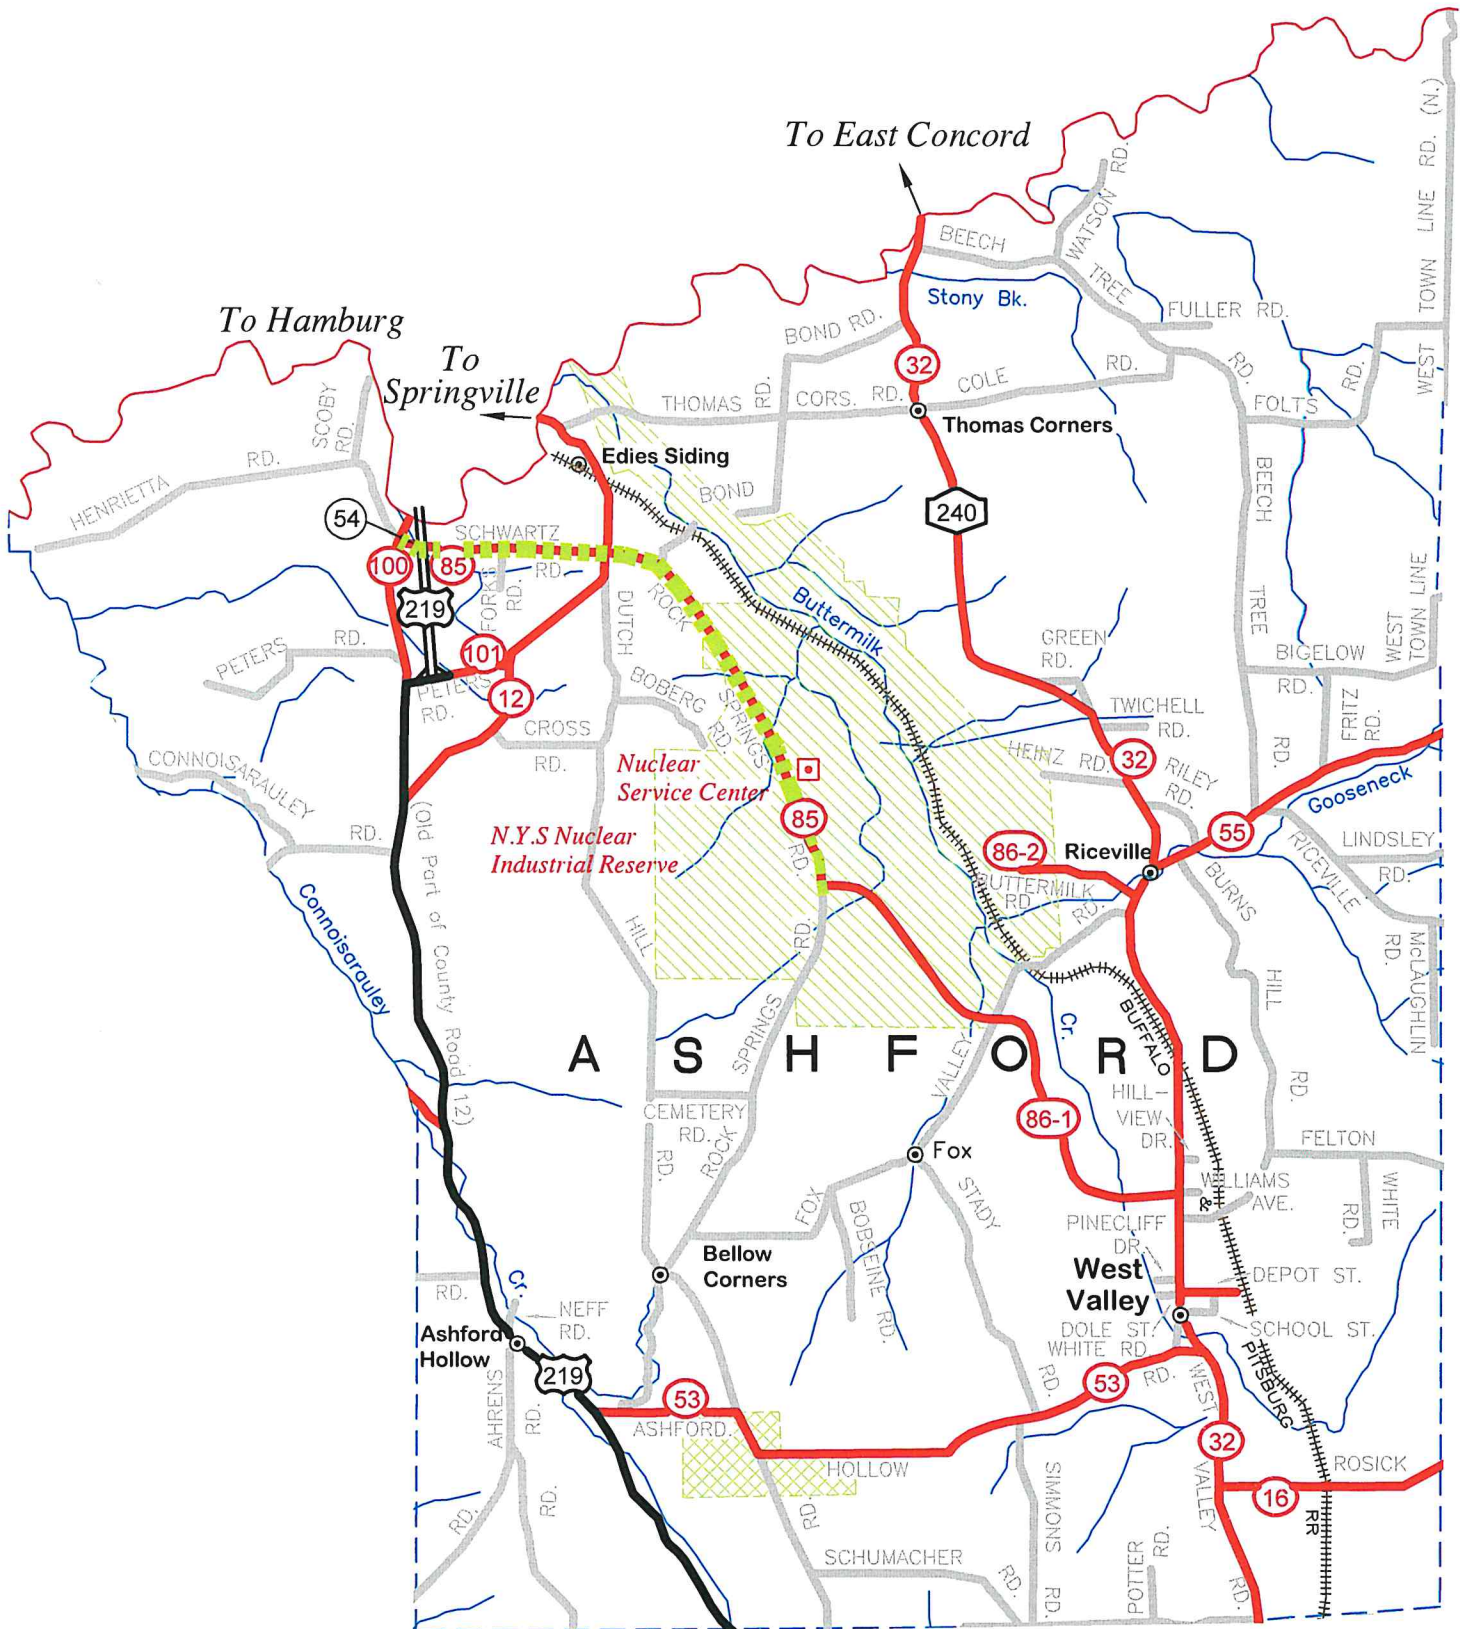 To East Concord
RD.
WATSON
BEECH
TREE
WEST TOWN LINE RD. (N.)
Stony Bk.
FULLER RD.
To Hamburg
BOND RD.
To
Springville
32
COLE
RD.
RD.
SCOBY
RD.
THOMAS
RD.
CORS.
RD.
FOLTS
RD.
WEST
Thomas Corners
Edies Siding
HENRIETTA
RD.
BOND
BEECH
240
54
SCHWARTZ
RD.
100
85
219
FORKS
RD.
ROCK
Buttermilk
DUTCH
TREE
WEST
TOWN LINE
PETERS
RD.
101
GREEN
RD.
BIGELOW
RD.
PETERS
RD.
12
BOBERG
RD.
SPRINGS
TWICHELL
RD.
FRITZ
RD.
CROSS
RD.
RD.
CONNOISARAULEY
RD.
Nuclear
Service Center
HEINZ RD.
32
RILEY
RD.
Gooseneck
(Old Part of County Road 12)
N.Y.S Nuclear
Industrial Reserve
85
RD.
86-2
Riceville
55
LINDSLEY
RD.
RICEVILLE
RD.
BUTTERMILK
RD
RD.
BURNS
HILL
RD.
McLAUGHLIN
Connoisarauley
HILL
RD.
SPRINGS
Cr.
BUFFALO
HILL
RD.
A S H F O R D
VALLEY
CEMETERY
RD.
ROCK
RD.
86-1
HILL-
VIEW
DR.
FELTON
Fox
FOX
STADY
WILLIAMS
AVE.
&
WHITE
RD.
BOBSEINE RD.
PINECLIFF
DR.
Bellow
Corners
West
Valley
DEPOT ST.
RD.
Cr.
NEFF
RD.
DOLE ST.
SCHOOL ST.
Ashford
Hollow
WHITE RD.
219
53
RD.
53
RD.
WEST
PITSBURG
AHRENS
RD.
ASHFORD
HOLLOW
32
ROSICK
16
VALLEY
RR
RD.
RD.
RD.
SIMMONS
RD.
SCHUMACHER
RD.
POTTER
RD.
RD.